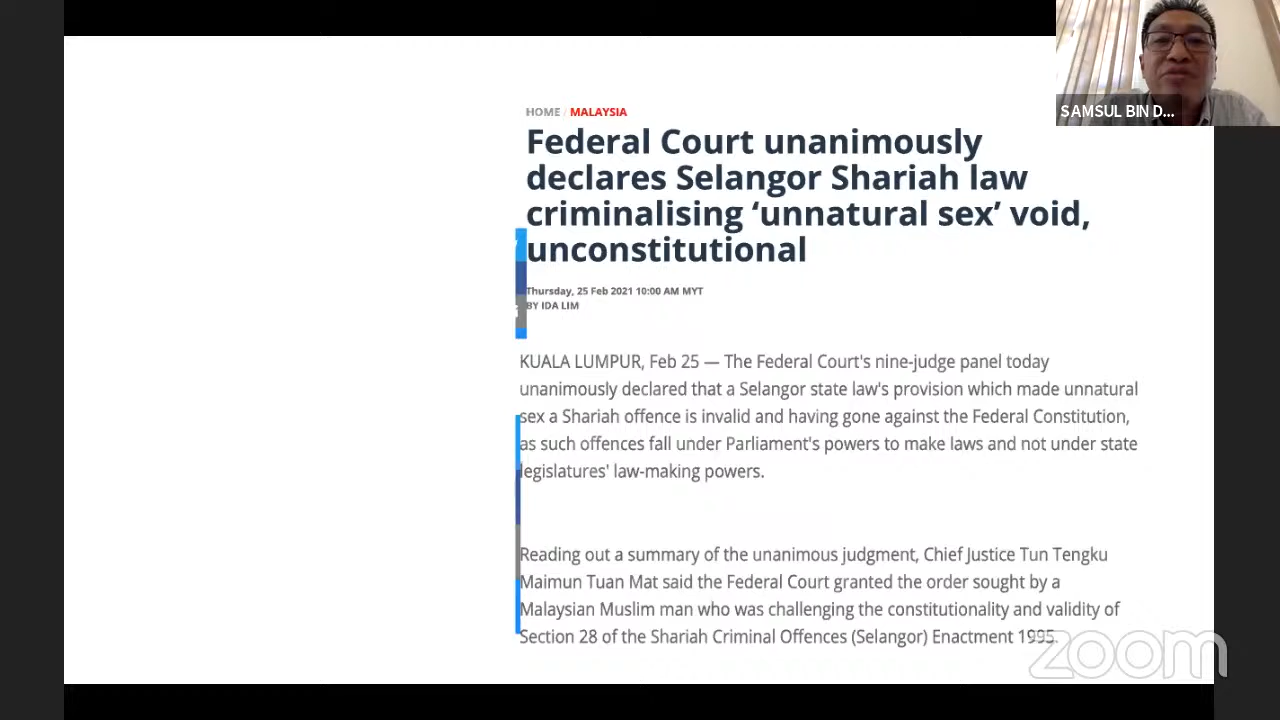 SAMSUL BIN D...
HOME / MALAYSIA
Federal Court unanimously
declares Selangor Shariah law
criminalising ‘unnatural sex’ void,
unconstitutional
Thursday, 25 Feb 2021 10:00 AM MYT
BY IDA LIM
KUALA LUMPUR, Feb 25 — The Federal Court's nine-judge panel today
unanimously declared that a Selangor state law's provision which made unnatural
sex a Shariah offence is invalid and having gone against the Federal Constitution,
as such offences fall under Parliament's powers to make laws and not under state
legislatures' law-making powers.
Reading out a summary of the unanimous judgment, Chief Justice Tun Tengku
Maimun Tuan Mat said the Federal Court granted the order sought by a
Malaysian Muslim man who was challenging the constitutionality and validity of
Section 28 of the Shariah Criminal Offences (Selangor) Enactment 1995.
zoom